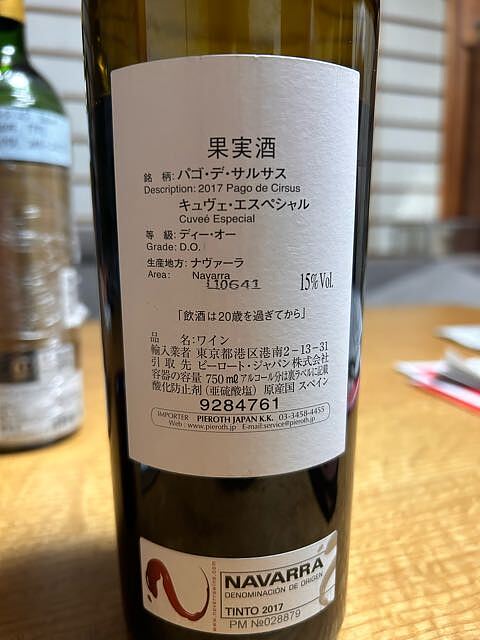 果実酒
銘 柄: パゴ・デ・サルサス
Description: 2017 Pago de Cirsus
キュヴェ・エスペシャル
Cuveé Especial
等 級: ディー・オー
Grade: D.O.
生産地方: ナヴァーラ
Area: Navarra
L10641
15%Vol.
「飲酒は20歳を過ぎてから」
品 名:ワイン
輸入業者 東京都港区港南2-13-31
引 取 先 ピーロート・ジャパン株式会社
容器の容量 750㎖ アルコール分は裏ラベルに記載
酸化防止剤(亜硫酸塩) 原産国 スペイン
9284761
IMPORTER PIEROTH JAPAN K.K. 03-3458-4455
Web : www.pieroth.jp E-mail:service@pieroth.jp
www.navarrawine.com
NAVARRA
DENOMINACIÓN DE ORIGEN
TINTO 2017
PM №028879